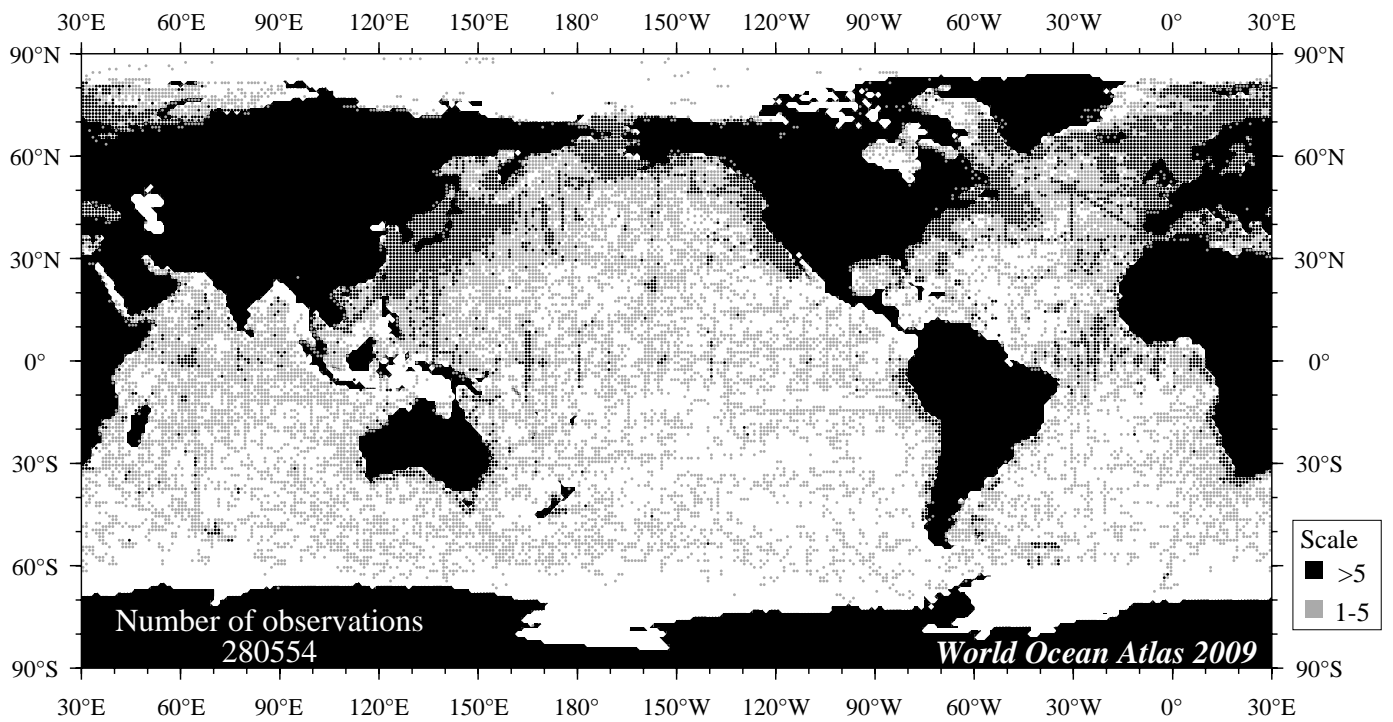 30°E 60°E 90°E 120°E 150°E 180° 150°W 120°W 90°W 60°W 30°W 0° 30°E
90°N 90°N
60°N 60°N
30°N 30°N
0° 0°
30°S 30°S
60°S 60°S
90°S 90°S
Scale
>5
1-5
Number of observations
280554
World Ocean Atlas 2009
30°E 60°E 90°E 120°E 150°E 180° 150°W 120°W 90°W 60°W 30°W 0° 30°E